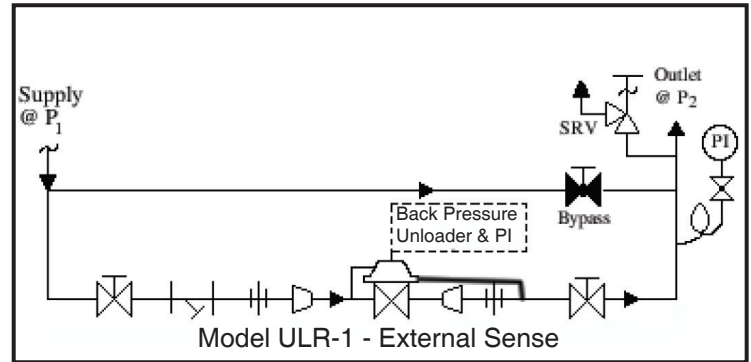 Supply
@ P1
Outlet
@ P2
SRV
PI
Bypass
Back Pressure
Unloader & PI
Model ULR-1 - External Sense